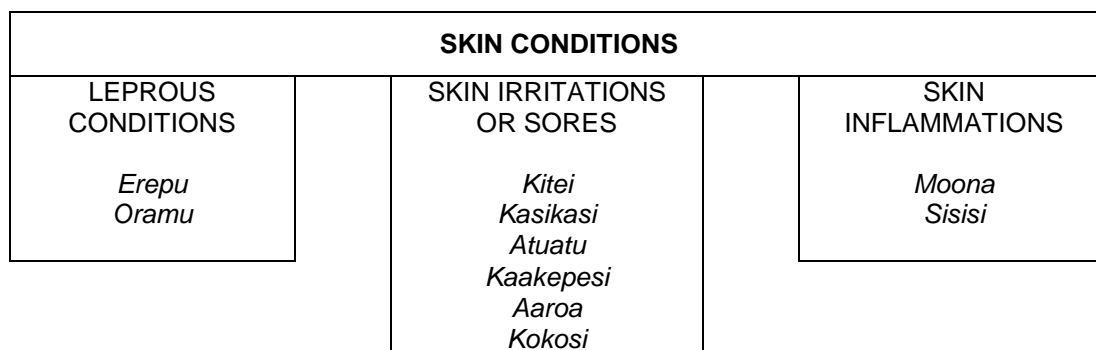 SKIN CONDITIONS
LEPROUS
CONDITIONS
Erepu
Oramu
SKIN IRRITATIONS
OR SORES
Kitei
Kasikasi
Atuatu
Kaakepesi
Aaroa
Kokosi
SKIN
INFLAMMATIONS
Moona
Sisisi